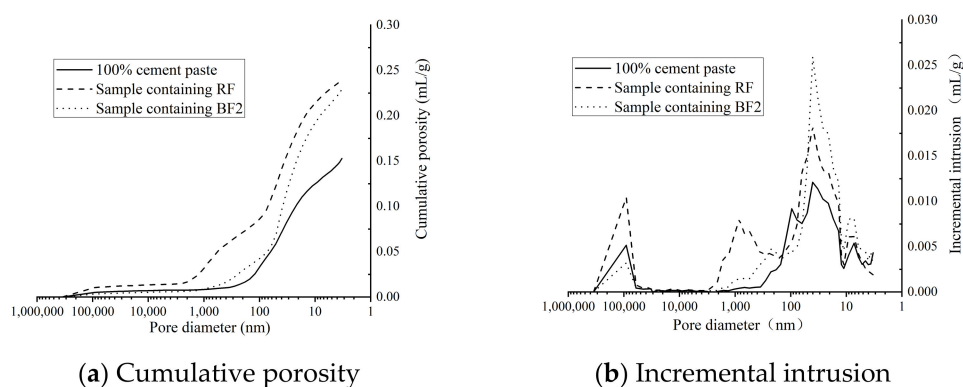 0.30
0.25
0.20
0.15
0.10
0.05
0.00
Cumulative porosity (mL/g)
100% cement paste
Sample containing RF
Sample containing BF2
1,000,000 100,000 10,000 1,000 100 10 1
Pore diameter (nm)
(a) Cumulative porosity
0.030
0.025
0.020
0.015
0.010
0.005
0.000
Incremental intrusion（mL/g）
100% cement paste
Sample containing RF
Sample containing BF2
1,000,000 100,000 10,000 1,000 100 10 1
Pore diameter（nm）
(b) Incremental intrusion